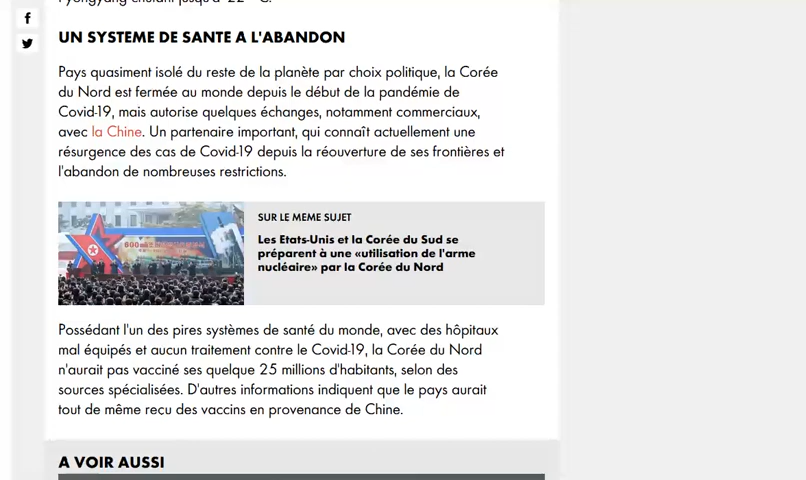 UN SYSTEME DE SANTE A L'ABANDON
Pays quasiment isolé du reste de la planète par choix politique, la Corée
du Nord est fermée au monde depuis le début de la pandémie de
Covid-19, mais autorise quelques échanges, notamment commerciaux,
avec la Chine. Un partenaire important, qui connaît actuellement une
résurgence des cas de Covid-19 depuis la réouverture de ses frontières et
l'abandon de nombreuses restrictions.
SUR LE MEME SUJET
Les Etats-Unis et la Corée du Sud se
préparent à une «utilisation de l'arme
nucléaire» par la Corée du Nord
Possédant l'un des pires systèmes de santé du monde, avec des hôpitaux
mal équipés et aucun traitement contre le Covid-19, la Corée du Nord
n'aurait pas vacciné ses quelque 25 millions d'habitants, selon des
sources spécialisées. D'autres informations indiquent que le pays aurait
tout de même reçu des vaccins en provenance de Chine.
A VOIR AUSSI